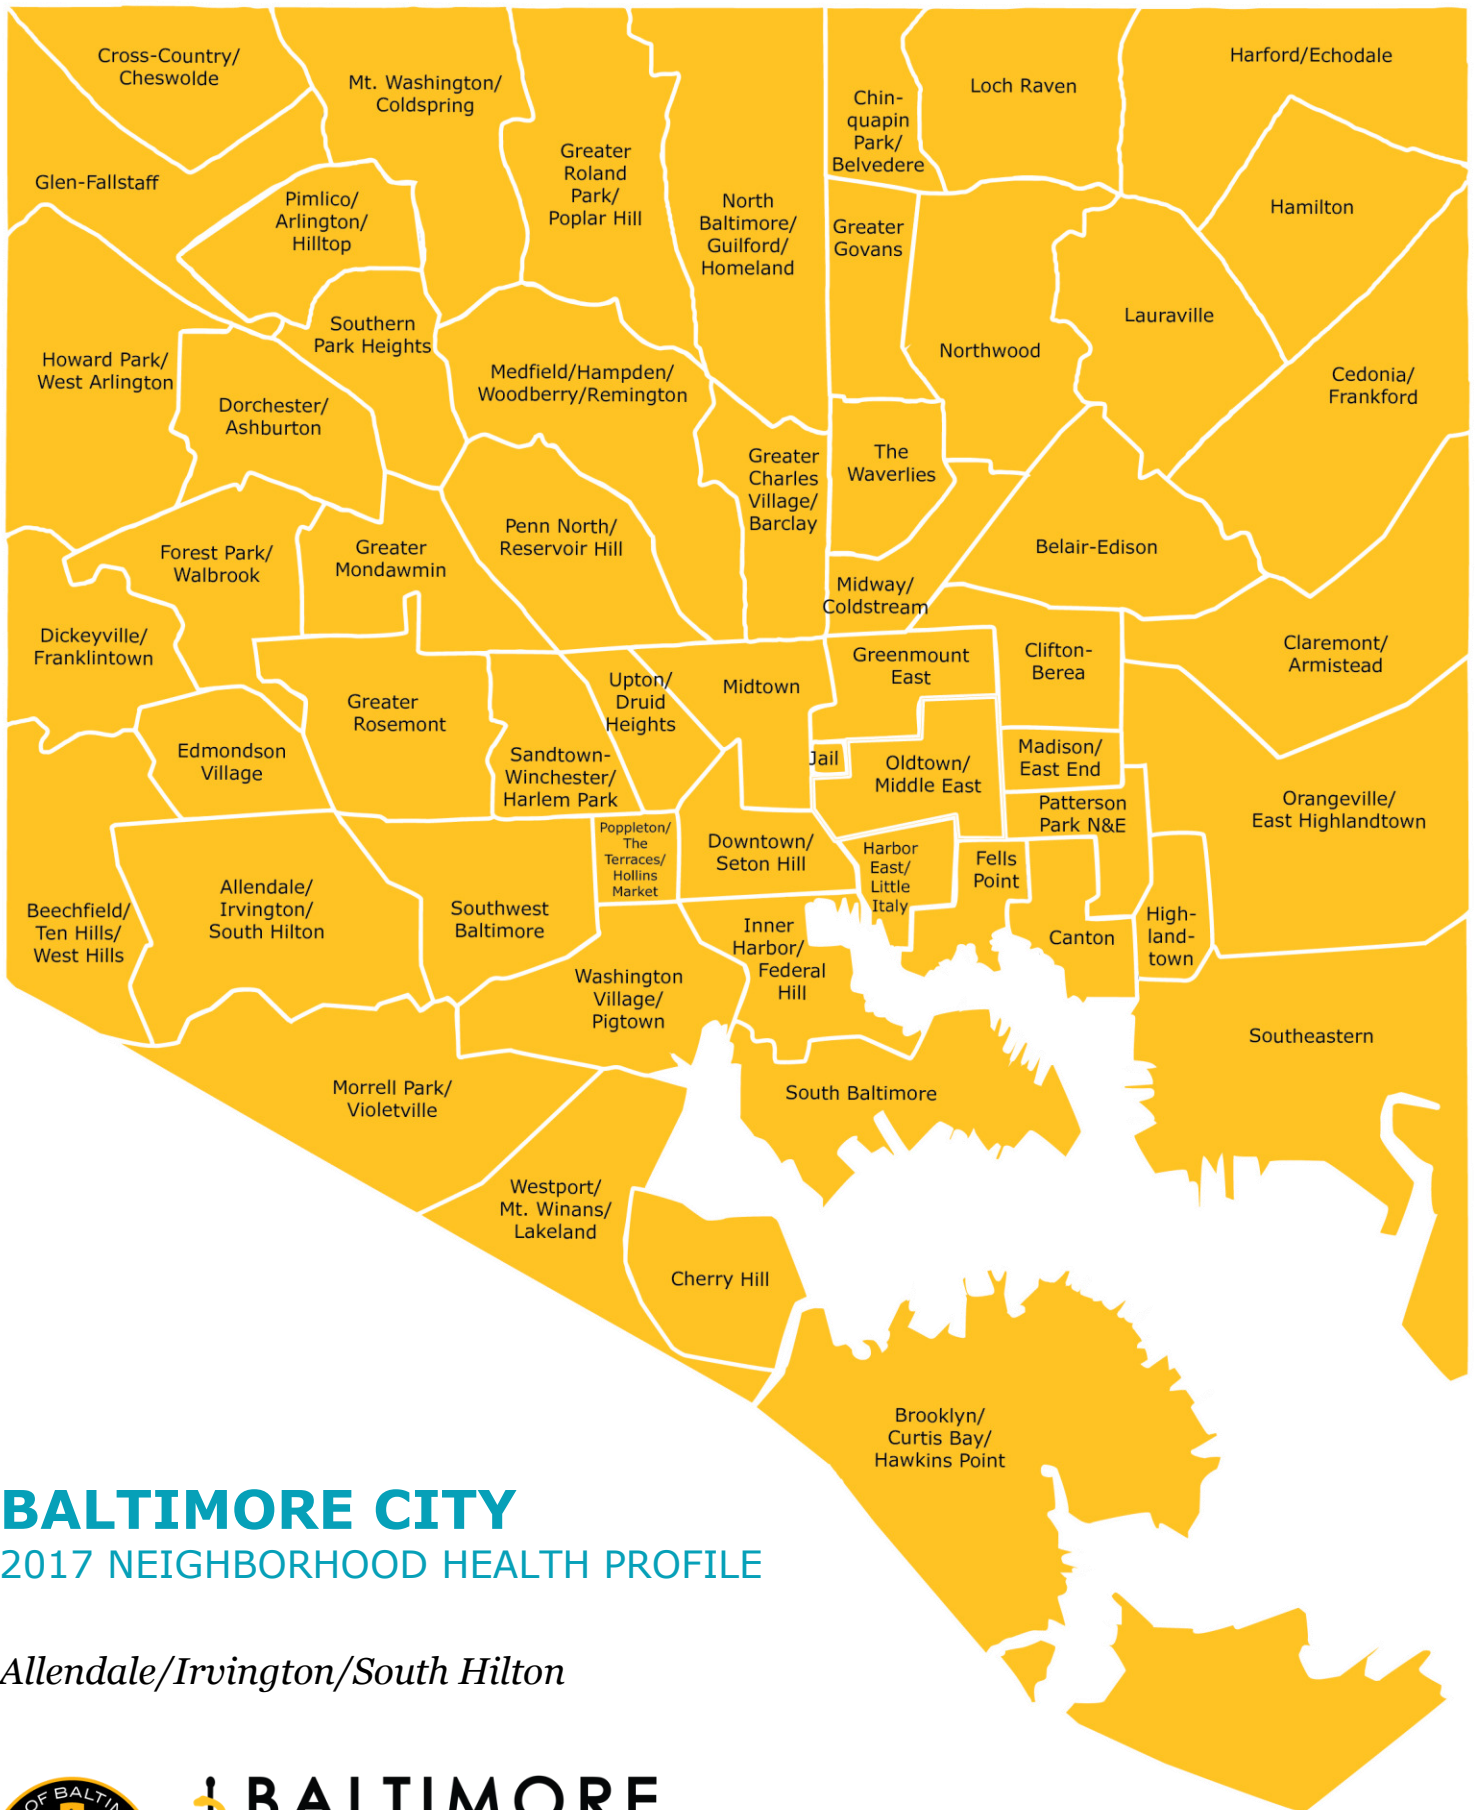 Cross-Country/
Cheswolde
Mt. Washington/
Coldspring
Greater
Roland
Park/
Poplar Hill
North
Baltimore/
Guilford/
Homeland
Chin-
quapin
Park/
Belvedere
Loch Raven
Harford/Echodale
Glen-Fallstaff
Pimlico/
Arlington/
Hilltop
Greater
Govans
Hamilton
Southern
Park Heights
Howard Park/
West Arlington
Dorchester/
Ashburton
Medfield/Hampden/
Woodberry/Remington
Northwood
Lauraville
Cedonia/
Frankford
Greater
Charles
Village/
Barclay
The
Waverlies
Forest Park/
Walbrook
Greater
Mondawmin
Penn North/
Reservoir Hill
Midway/
Coldstream
Belair-Edison
Dickeyville/
Franklintown
Claremont/
Armistead
Greater
Rosemont
Upton/
Druid
Heights
Midtown
Greenmount
East
Clifton-
Berea
Edmondson
Village
Sandtown-
Winchester/
Harlem Park
Jail
Oldtown/
Middle East
Madison/
East End
Patterson
Park N&E
Orangeville/
East Highlandtown
Poppleton/
The
Terraces/
Hollins
Market
Downtown/
Seton Hill
Harbor
East/
Little
Italy
Fells
Point
Beechfield/
Ten Hills/
West Hills
Allendale/
Irvington/
South Hilton
Southwest
Baltimore
Inner
Harbor/
Federal
Hill
Canton
High-
land-
town
Washington
Village/
Pigtown
Southeastern
Morrell Park/
Violetville
South Baltimore
Westport/
Mt. Winans/
Lakeland
Cherry Hill
Brooklyn/
Curtis Bay/
Hawkins Point
BALTIMORE CITY
2017 NEIGHBORHOOD HEALTH PROFILE
Allendale/Irvington/South Hilton
OF BALTI
BALTIMORE